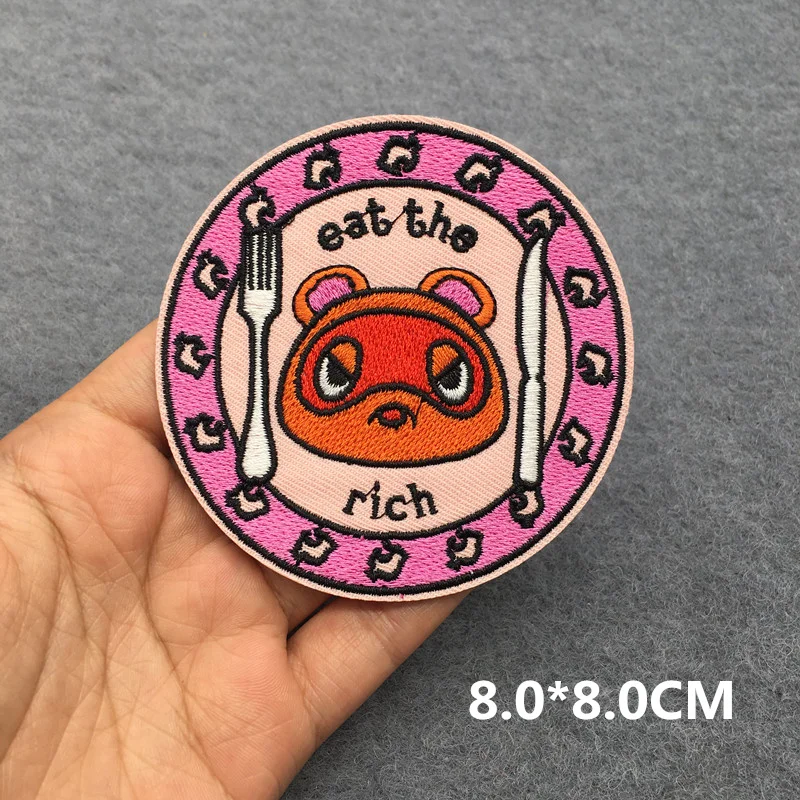 eat the
rich
8.0*8.0CM